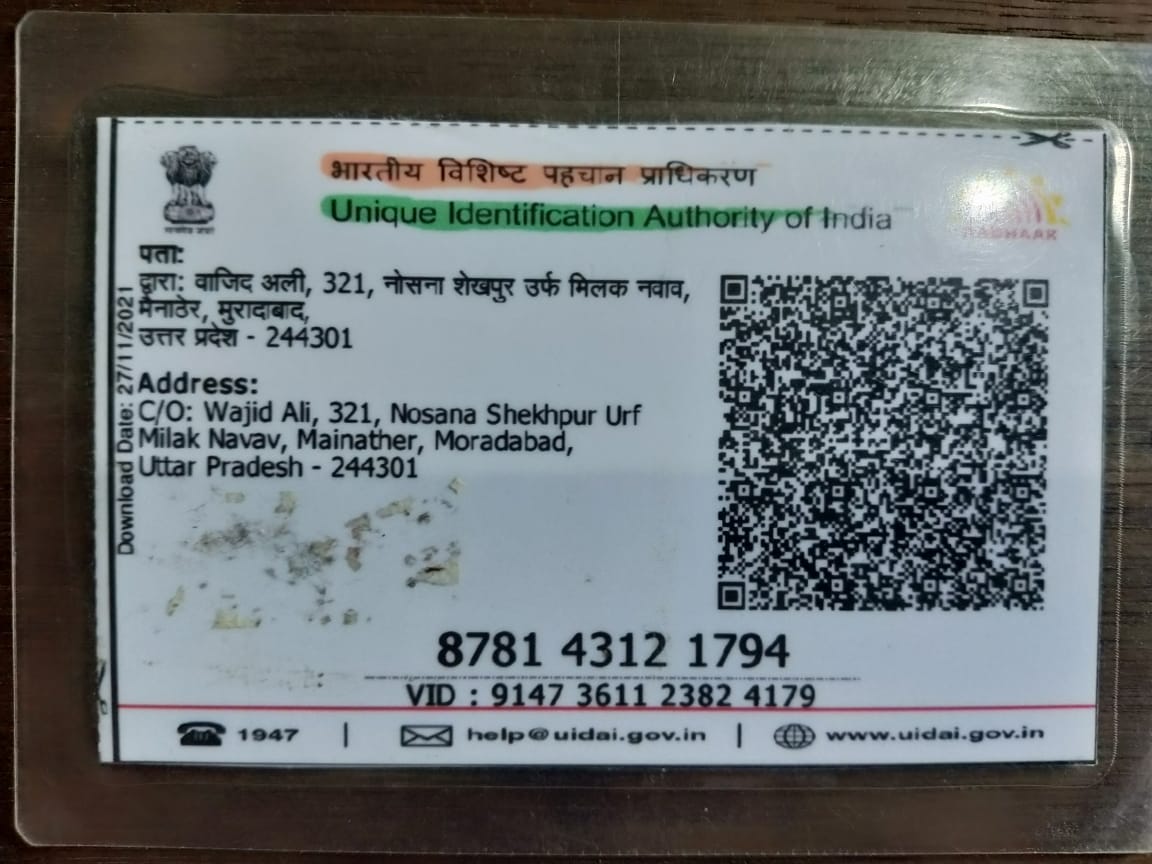 भारतीय विशिष्ट पहचान प्राधिकरण
Unique Identification Authority of India
AADHAAR
पता:
द्वारा: वाजिद अली, 321, नोसना शेखपुर उर्फ मिलक नवाव,
मैनाठेर, मुरादाबाद,
उत्तर प्रदेश - 244301
Address:
C/O: Wajid Ali, 321, Nosana Shekhpur Urf
Milak Navav, Mainather, Moradabad,
Uttar Pradesh - 244301
Download Date: 27/11/2021
8781 4312 1794
VID : 9147 3611 2382 4179
1947 | help@uidai.gov.in | www.uidai.gov.in